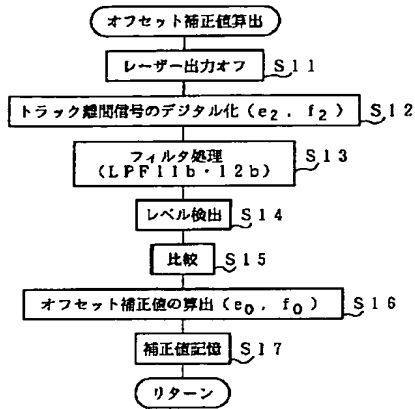 オフセット補正値算出
レーザー出力オフ S11
トラック離間信号のデジタル化(e2，f2) S12
フィルタ処理 S13
(LPF11b・12b)
レベル検出 S14
比較 S15
オフセット補正値の算出(e0，f0) S16
補正値記憶 S17
リターン